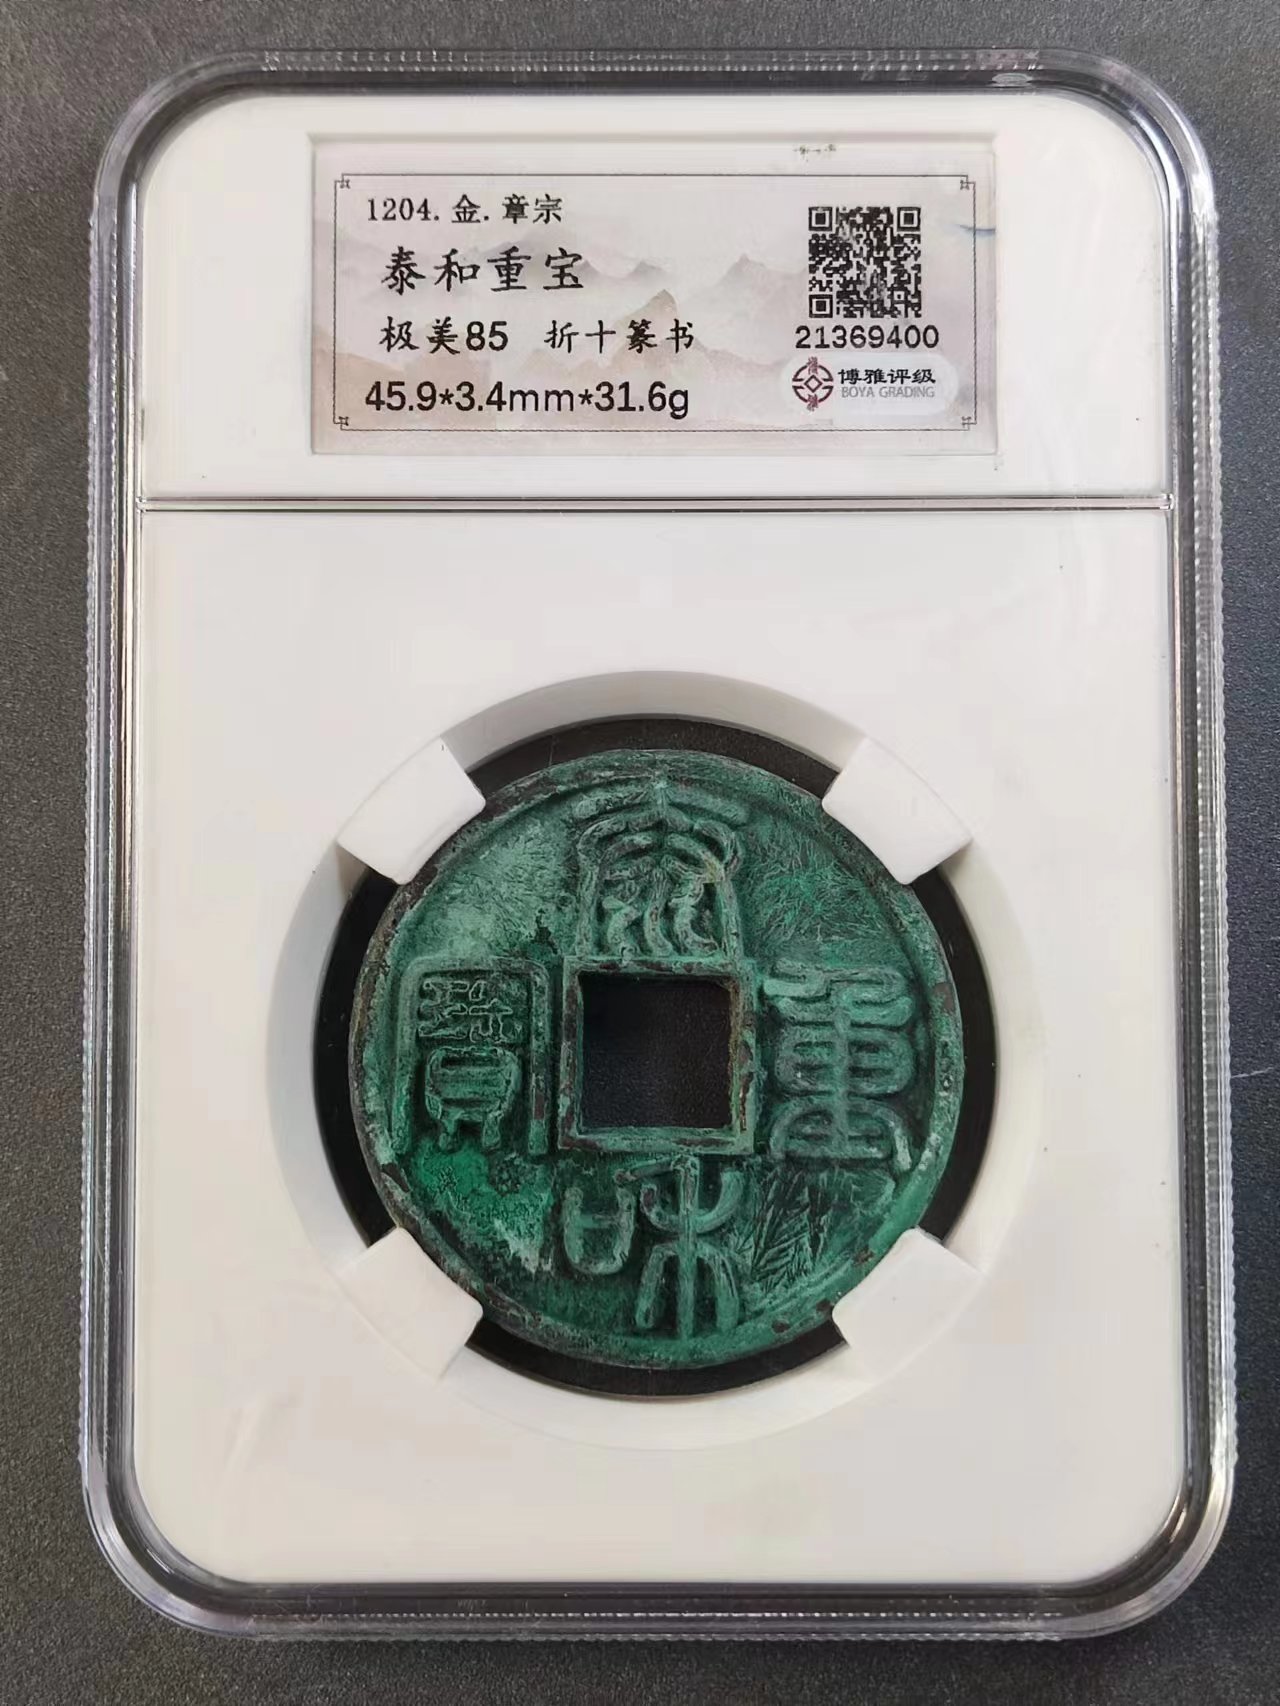 1204.金.章宗
泰和重宝
极美85 折十篆书
45.9*3.4mm*31.6g
21369400
博雅评级
BOYA GRADING
泰
寶 重
和